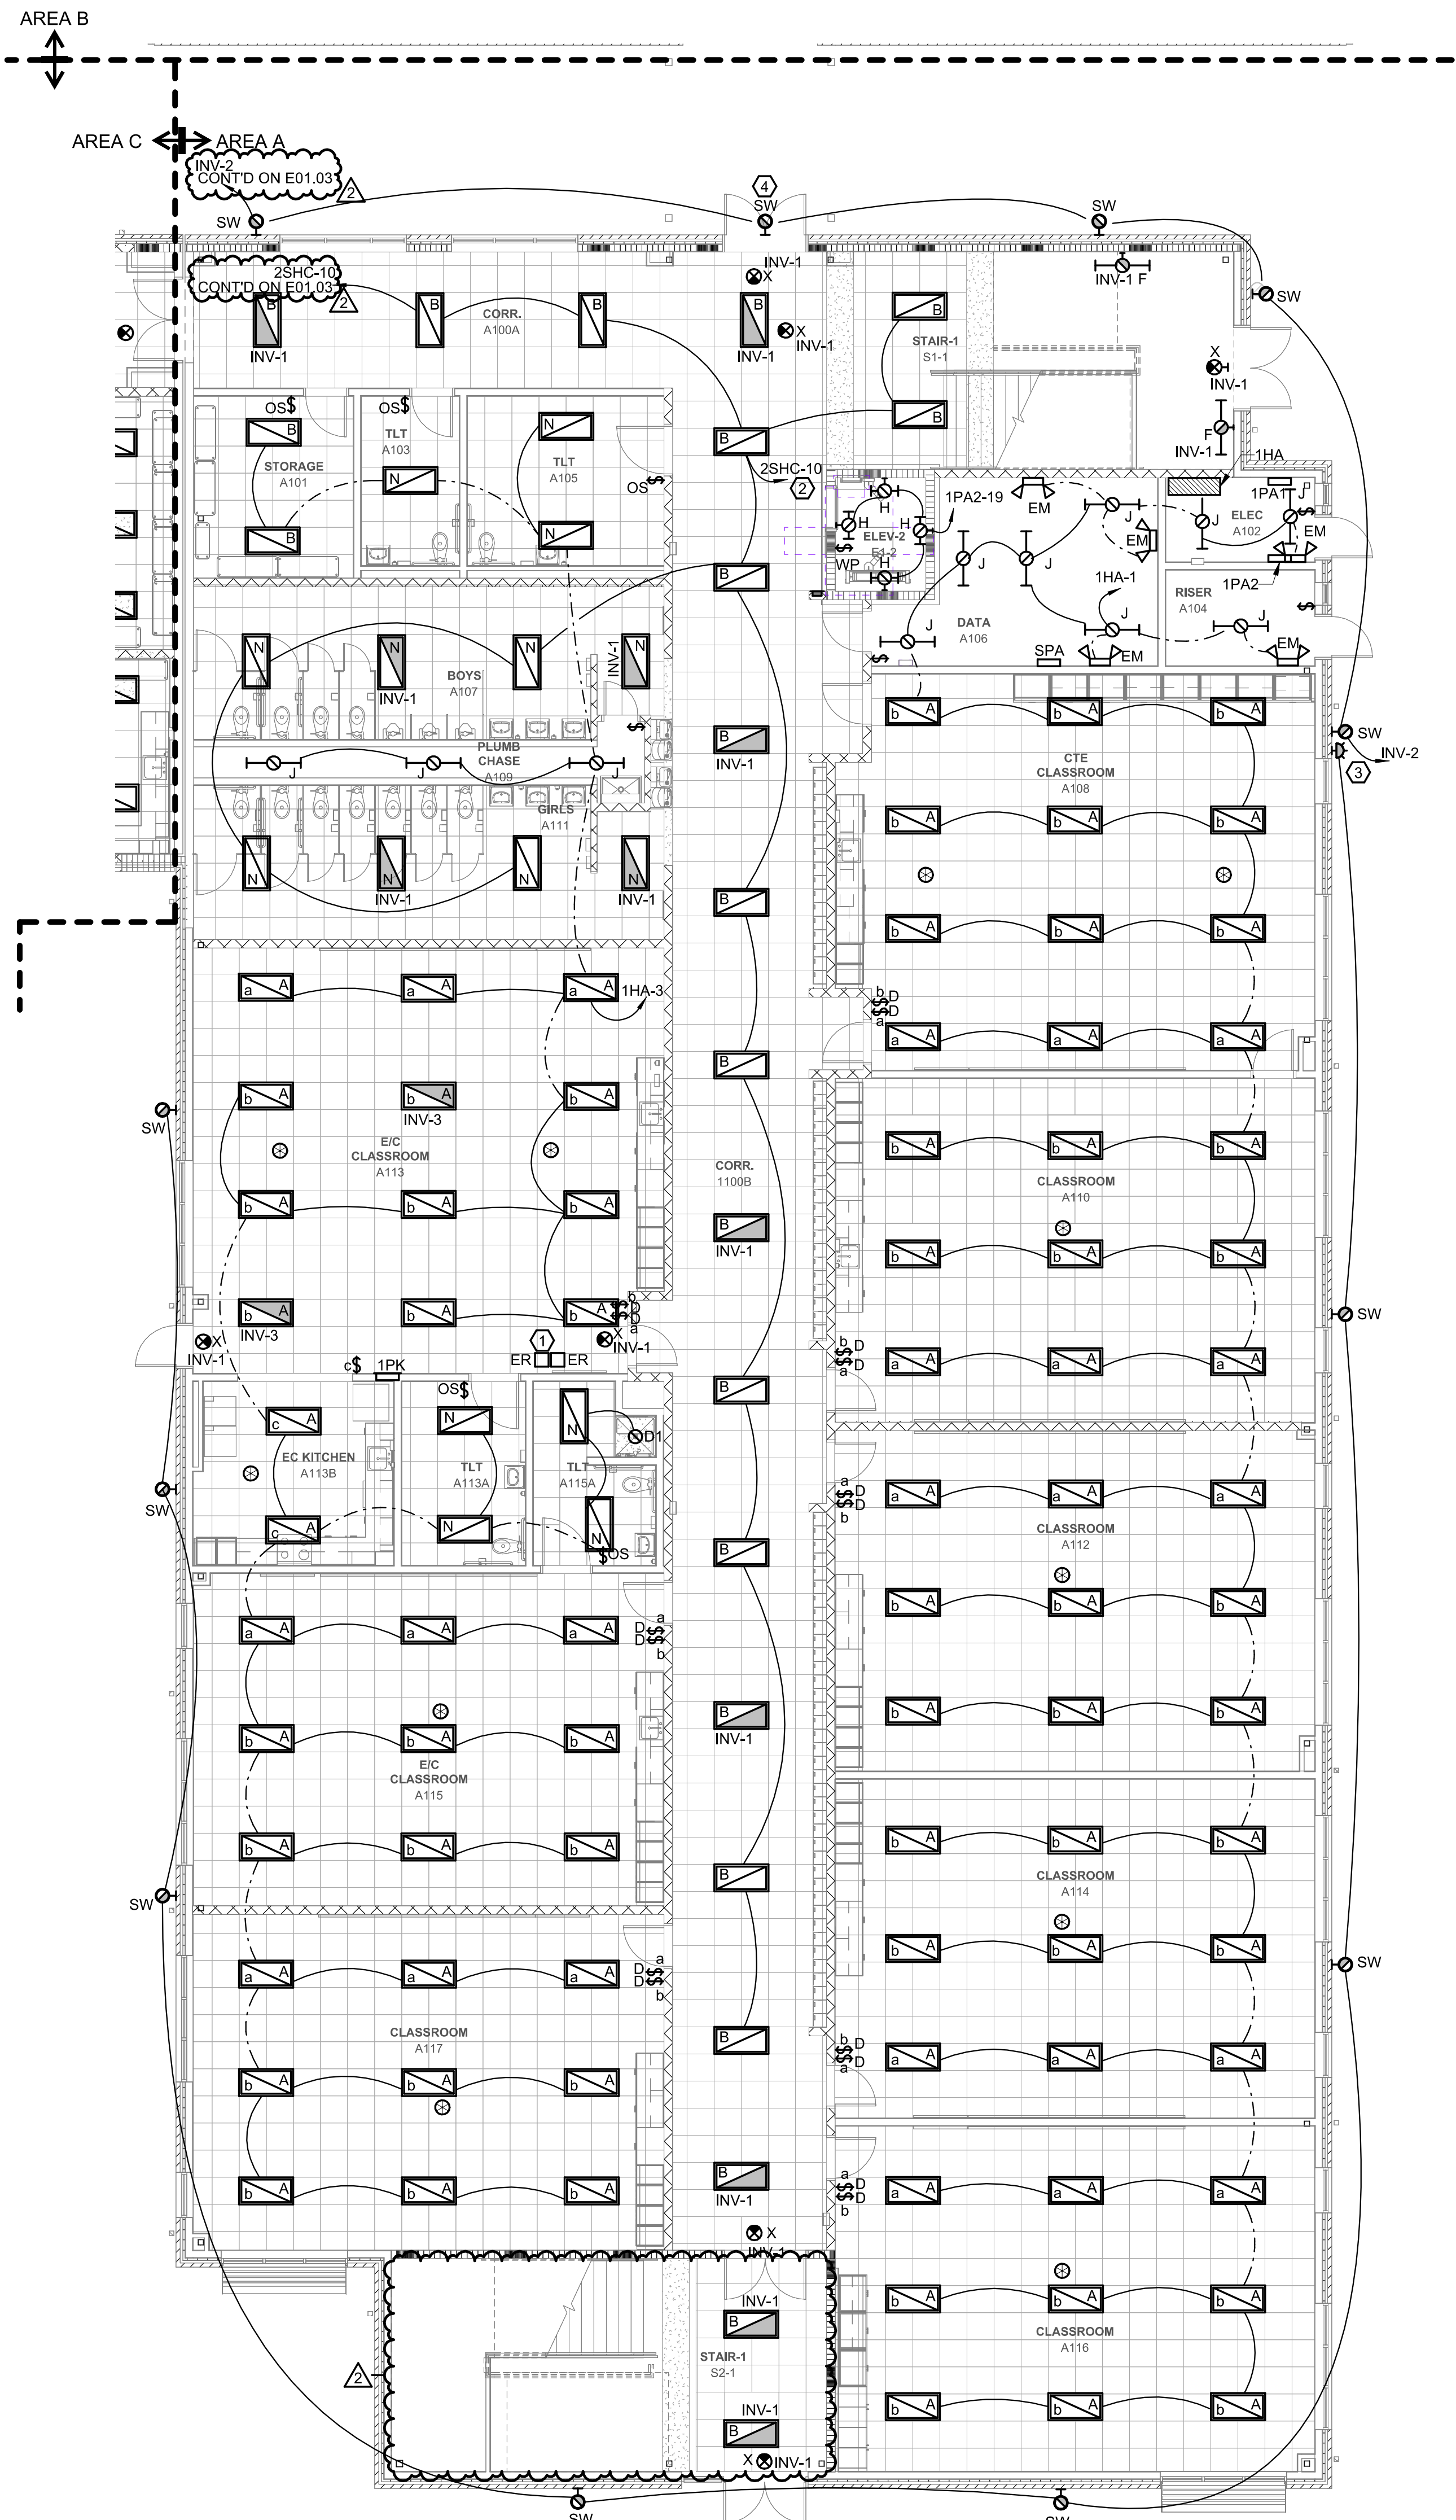 AREA B
AREA C
AREA A
INV-2
CONT'D ON E01.03
2
4
SW
SW
SW
2SHC-10
CONT'D ON E01.03
2
INV-1
X
INV-1 F
SW
B
B
B
B
B
CORR.
A100A
X
INV-1
STAIR-1
S1-1
INV-1
INV-1
X
INV-1
OS$
OS$
B
N
TLT
A103
B
B
F
INV-1
1HA
STORAGE
A101
N
TLT
A105
2SHC-10
2
OS
1PA2-19
EM
1PA1
J
H
H
H
H
ELEV-2
E1-2
WP
J
J
ELEC
A102
EM
EM
B
N
J
J
1HA-1
1PA2
RISER
A104
B
DATA
A106
J
J
J
SPA
EM
EM
N
N
N
N
INV-1
BOYS
A107
INV-1
b
b
b
SW
B
INV-1
PLUMB
CHASE
A109
J
J
J
CTE
CLASSROOM
A108
INV-2
3
GIRLS
A111
b A
b A
b A
N
N
N
N
INV-1
INV-1
B
b A
b A
b A
a A
a A
a A
1HA-3
b
D
D
a
B
a A
a A
a A
b A
b A
b A
INV-3
SW
E/C
CLASSROOM
A113
CORR.
1100B
b A
b A
b A
CLASSROOM
A110
b A
b A
b A
B
INV-1
b A
b A
b A
b A
b A
b A
INV-3
b
D
D
a
SW
X
INV-1
1
X
INV-1
ER
ER
b
D
D
a
a A
a A
a A
c$
1PK
OS$
B
c A
N
N
D1
EC KITCHEN
A113B
TLT
A113A
TLT
A115A
SW
c A
N
N
$OS
a
D
D
b
a A
a A
a A
CLASSROOM
A112
B
a A
a A
a A
a
D
D
b
b A
b A
b A
B
INV-1
b A
b A
b A
b A
b A
b A
E/C
CLASSROOM
A115
b A
b A
b A
b A
b A
b A
B
CLASSROOM
A114
SW
b A
b A
b A
SW
a A
a A
a A
a
D
D
b
CLASSROOM
A117
B
b
D
D
a
a A
a A
a A
b A
b A
b A
b A
b A
b A
B
INV-1
a
D
D
b
a A
a A
a A
X
INV-1
INV-1
B
b A
b A
b A
CLASSROOM
A116
STAIR-1
S2-1
2
INV-1
B
b A
b A
b A
X
INV-1
SW
SW